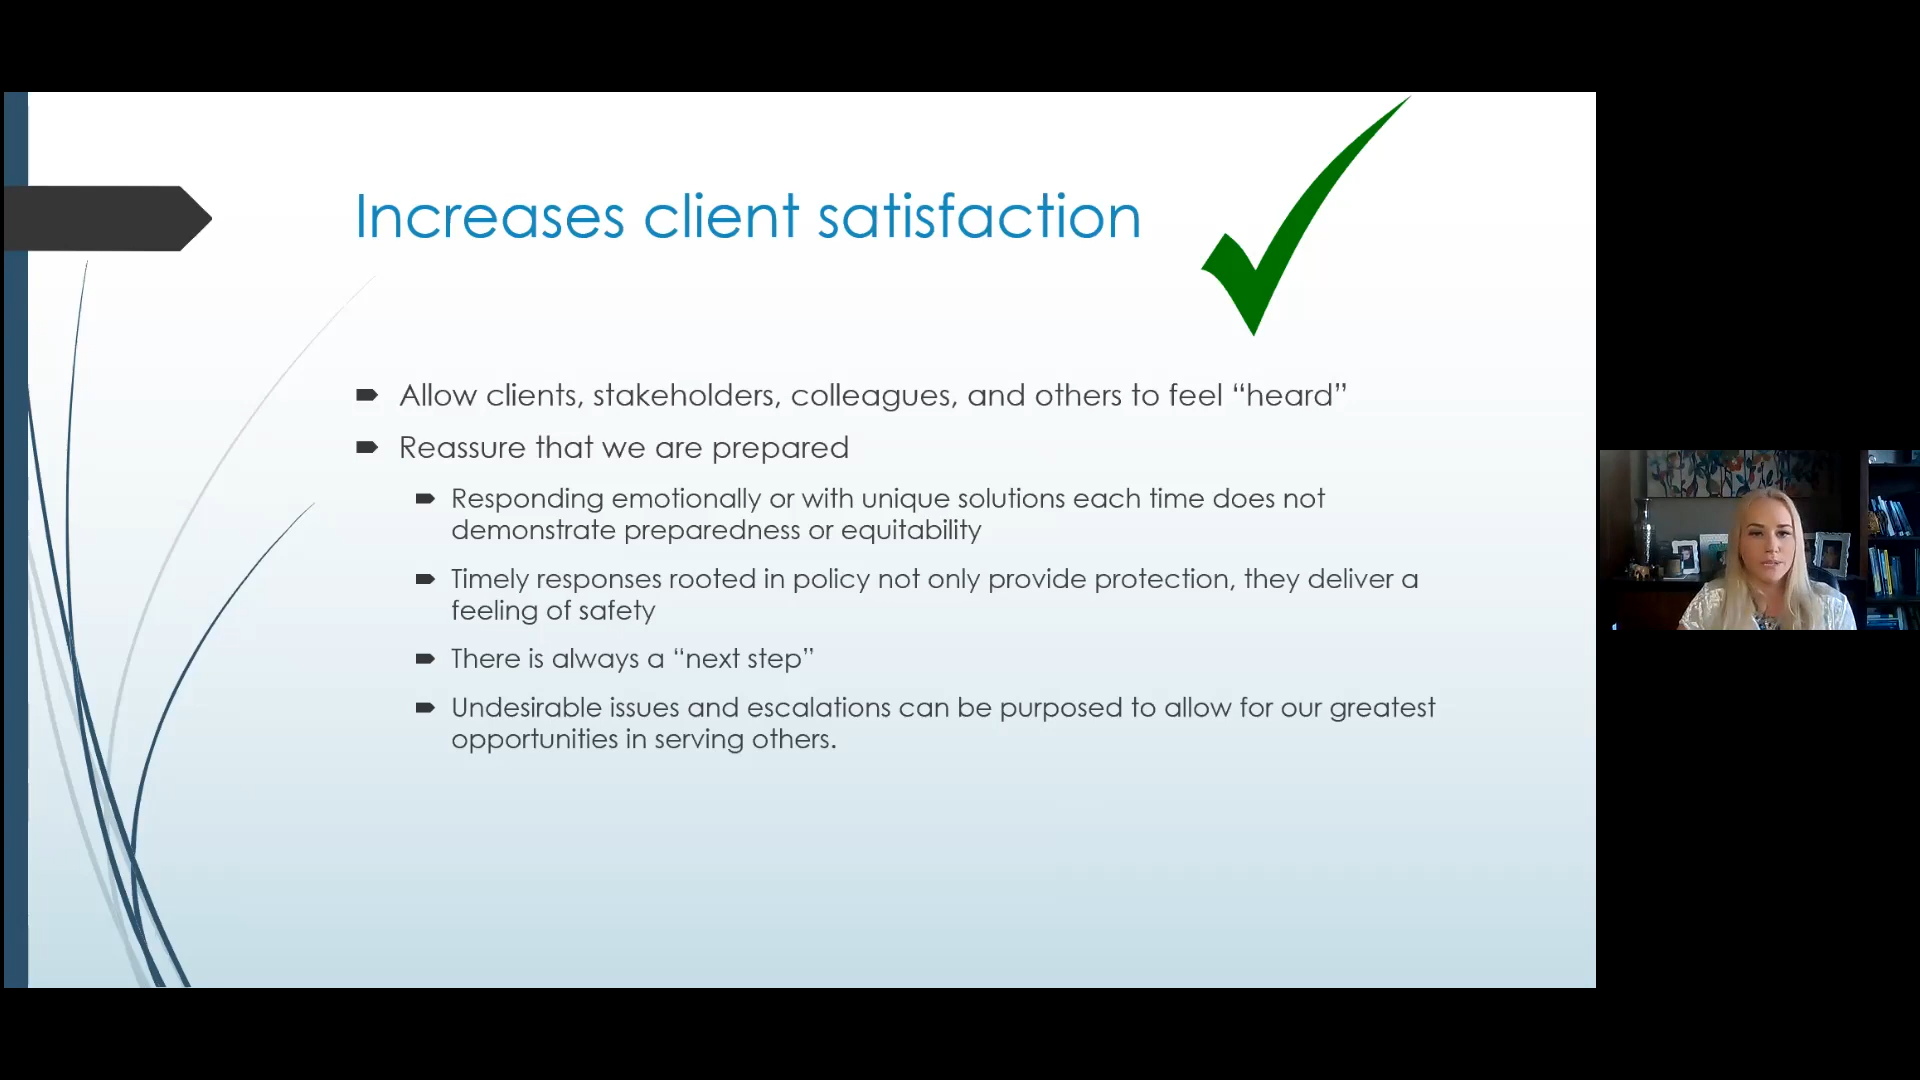 Increases client satisfaction
Allow clients, stakeholders, colleagues, and others to feel “heard”
Reassure that we are prepared
Responding emotionally or with unique solutions each time does not
demonstrate preparedness or equitability
Timely responses rooted in policy not only provide protection, they deliver a
feeling of safety
There is always a “next step”
Undesirable issues and escalations can be purposed to allow for our greatest
opportunities in serving others.